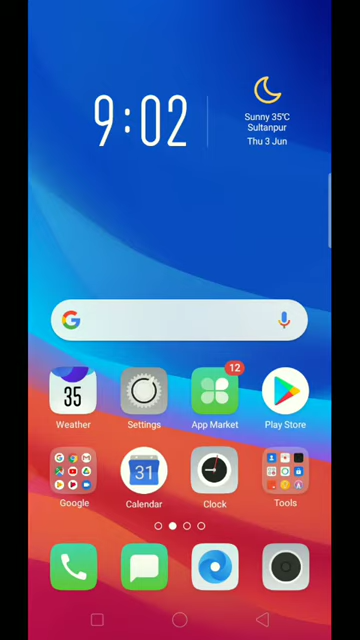 9:02
Sunny 35℃
Sultanpur
Thu 3 Jun
G
12
35
Weather
Settings
App Market
Play Store
31
Google
Calendar
Clock
Tools